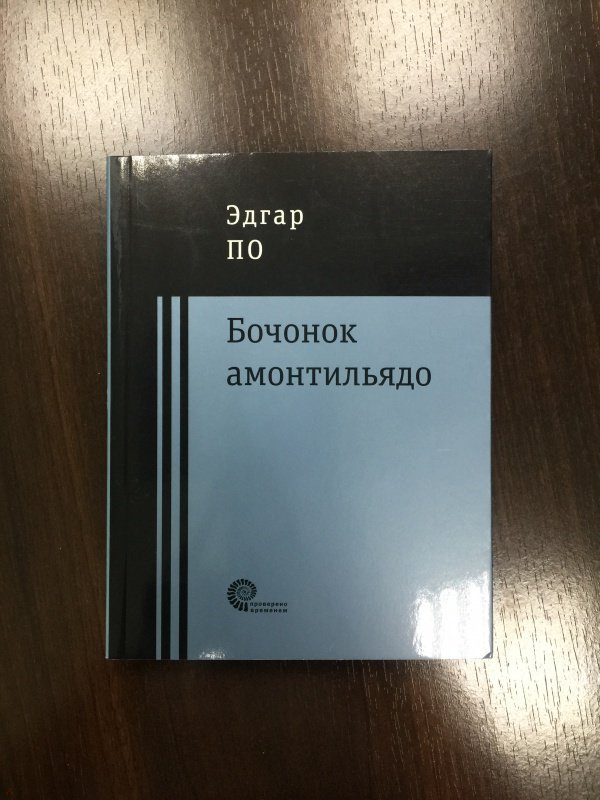 Эдгар
ПО
Бочонок
амонтильядо
проверено
временем